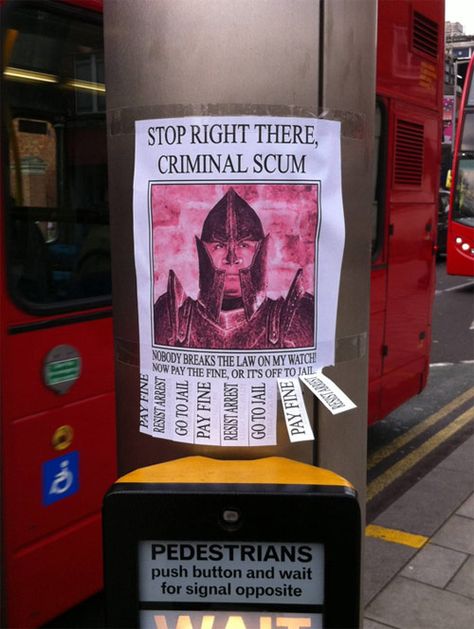 STOP RIGHT THERE,
CRIMINAL SCUM
NOBODY BREAKS THE LAW ON MY WATCH!
NOW PAY THE FINE, OR IT'S OFF TO JAIL
PAY FINE
RESIST ARREST
GO TO JAIL
PAY FINE
RESIST ARREST
GO TO JAIL
PAY FINE
RESIST ARREST
PEDESTRIANS
push button and wait
for signal opposite
WAIT